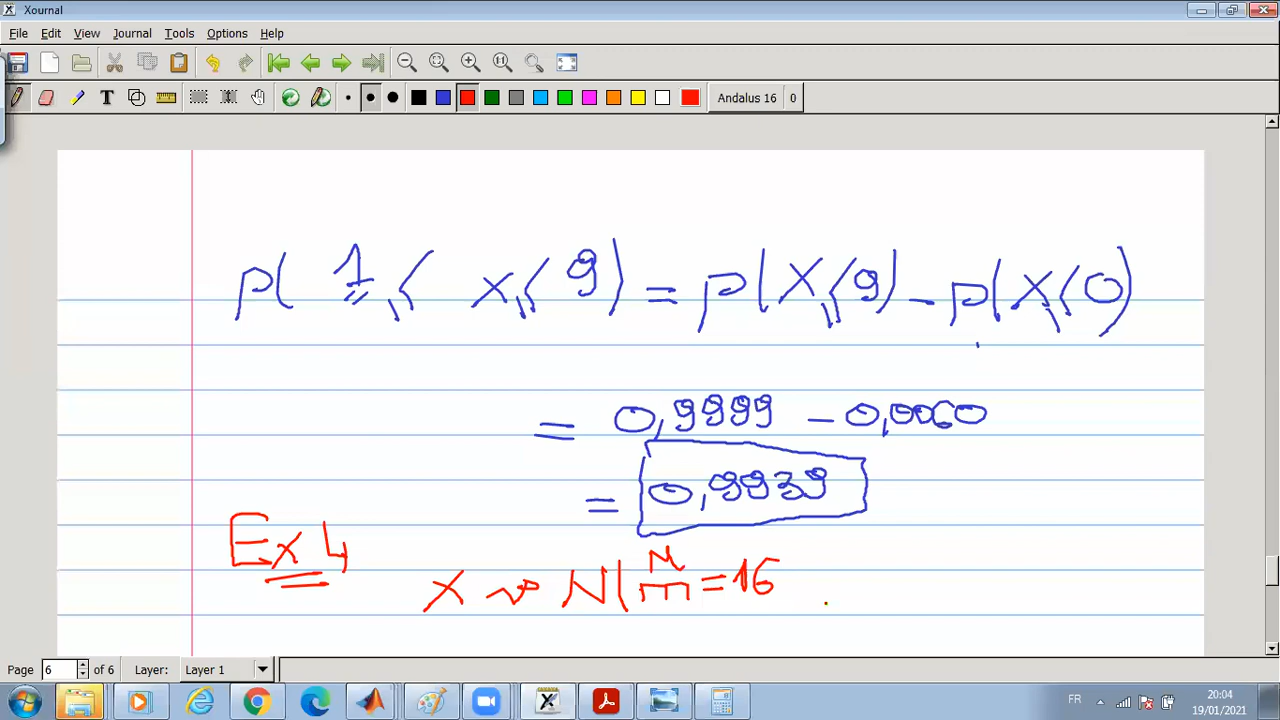 Xournal
File Edit View Journal Tools Options Help
Andalus 16 0
p( 1 ⩽ x ⩽ 9) = p(X ⩽ 9) - p(X ⩽ 0)
= 0,9999 - 0,0060
= 0,9939
Ex 4
M
X ~> N( m = 16
Page 6 of 6 Layer: Layer 1
FR 20:04
19/01/2021